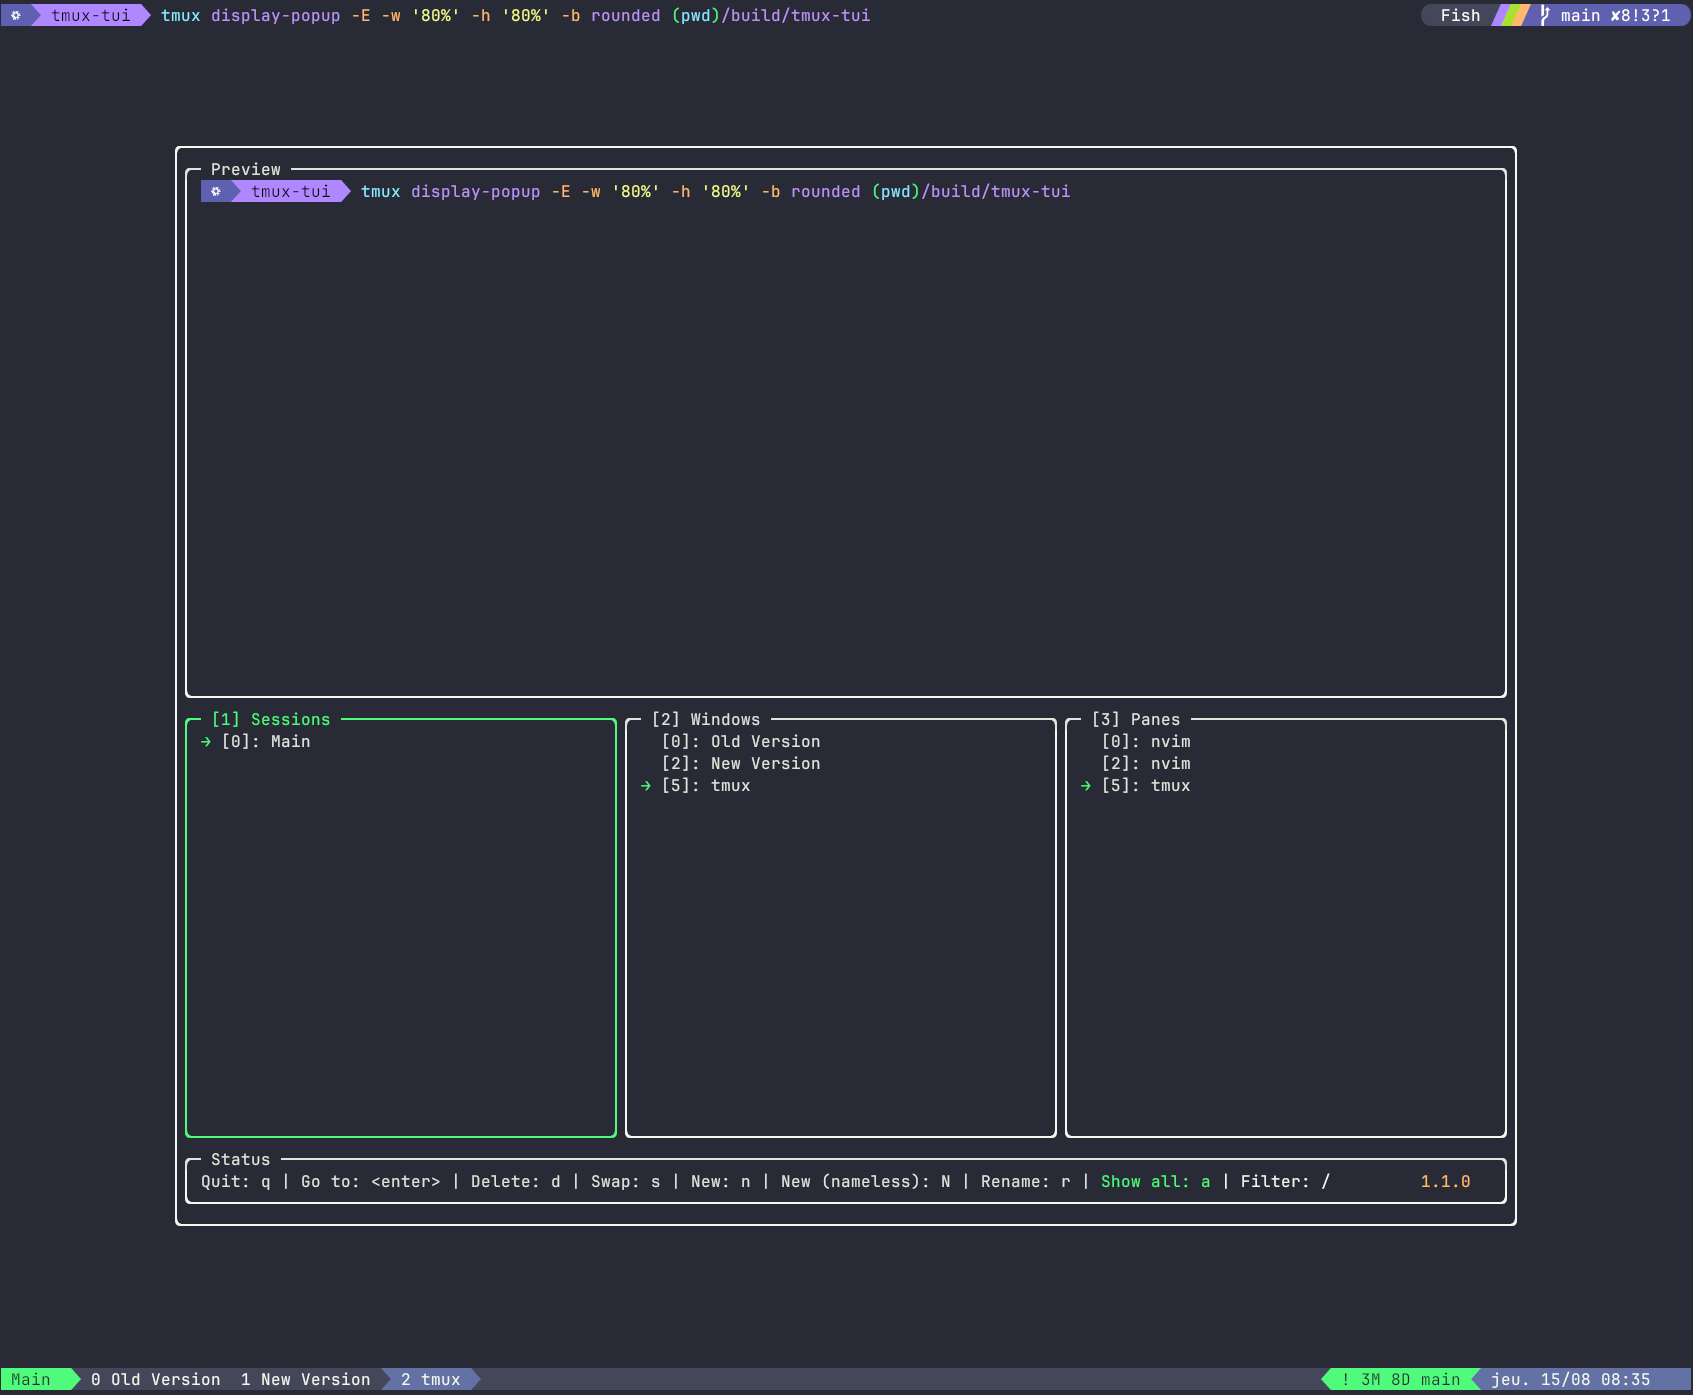 tmux-tui tmux display-popup -E -w '80%' -h '80%' -b rounded (pwd)/build/tmux-tui Fish main ✘8!3?1
Preview
tmux-tui tmux display-popup -E -w '80%' -h '80%' -b rounded (pwd)/build/tmux-tui
[1] Sessions
→ [0]: Main
[2] Windows
[0]: Old Version
[2]: New Version
→ [5]: tmux
[3] Panes
[0]: nvim
[2]: nvim
→ [5]: tmux
Status
Quit: q | Go to: <enter> | Delete: d | Swap: s | New: n | New (nameless): N | Rename: r | Show all: a | Filter: / 1.1.0
Main 0 Old Version 1 New Version 2 tmux ! 3M 8D main jeu. 15/08 08:35